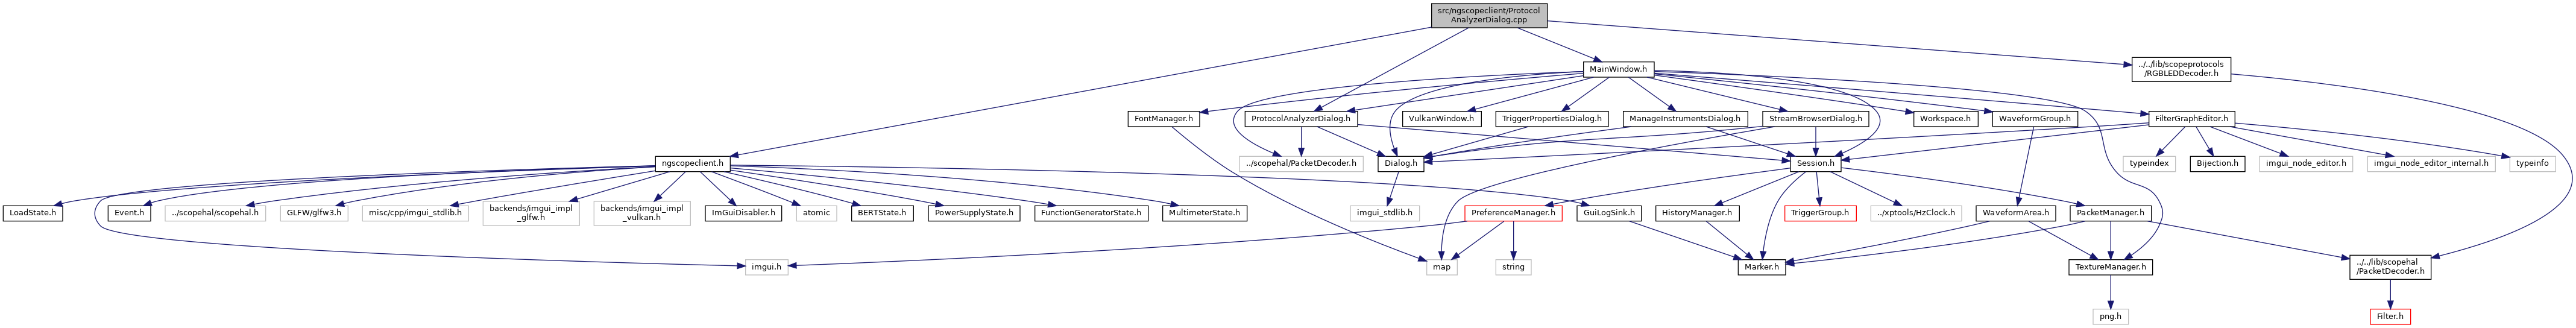 src/ngscopeclient/Protocol
AnalyzerDialog.cpp
MainWindow.h
../../lib/scopeprotocols
/RGBLEDDecoder.h
FontManager.h
ProtocolAnalyzerDialog.h
VulkanWindow.h
TriggerPropertiesDialog.h
ManageInstrumentsDialog.h
StreamBrowserDialog.h
Workspace.h
WaveformGroup.h
FilterGraphEditor.h
ngscopeclient.h
../scopehal/PacketDecoder.h
Dialog.h
Session.h
typeindex
Bijection.h
imgui_node_editor.h
imgui_node_editor_internal.h
typeinfo
LoadState.h
Event.h
../scopehal/scopehal.h
GLFW/glfw3.h
misc/cpp/imgui_stdlib.h
backends/imgui_impl
_glfw.h
backends/imgui_impl
_vulkan.h
ImGuiDisabler.h
atomic
BERTState.h
PowerSupplyState.h
FunctionGeneratorState.h
MultimeterState.h
imgui_stdlib.h
PreferenceManager.h
GuiLogSink.h
HistoryManager.h
TriggerGroup.h
../xptools/HzClock.h
WaveformArea.h
PacketManager.h
imgui.h
map
string
Marker.h
TextureManager.h
../../lib/scopehal
/PacketDecoder.h
png.h
Filter.h